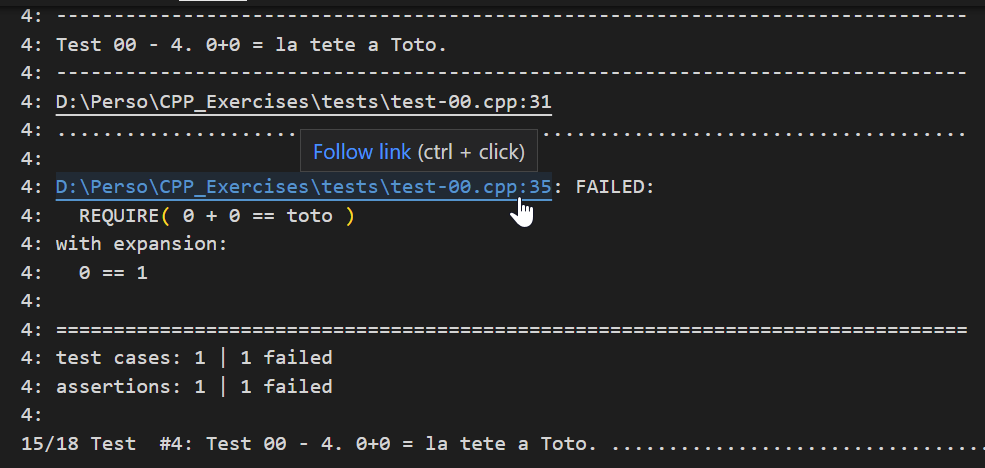 4: -------------------------------------------------------------------------------
4: Test 00 - 4. 0+0 = la tete a Toto.
4: -------------------------------------------------------------------------------
4: D:\Perso\CPP_Exercises\tests\test-00.cpp:31
4: ...............................................................................
Follow link (ctrl + click)
4:
4: D:\Perso\CPP_Exercises\tests\test-00.cpp:35: FAILED:
4:   REQUIRE( 0 + 0 == toto )
4: with expansion:
4:   0 == 1
4:
4: ===============================================================================
4: test cases: 1 | 1 failed
4: assertions: 1 | 1 failed
4:
15/18 Test  #4: Test 00 - 4. 0+0 = la tete a Toto. .................................